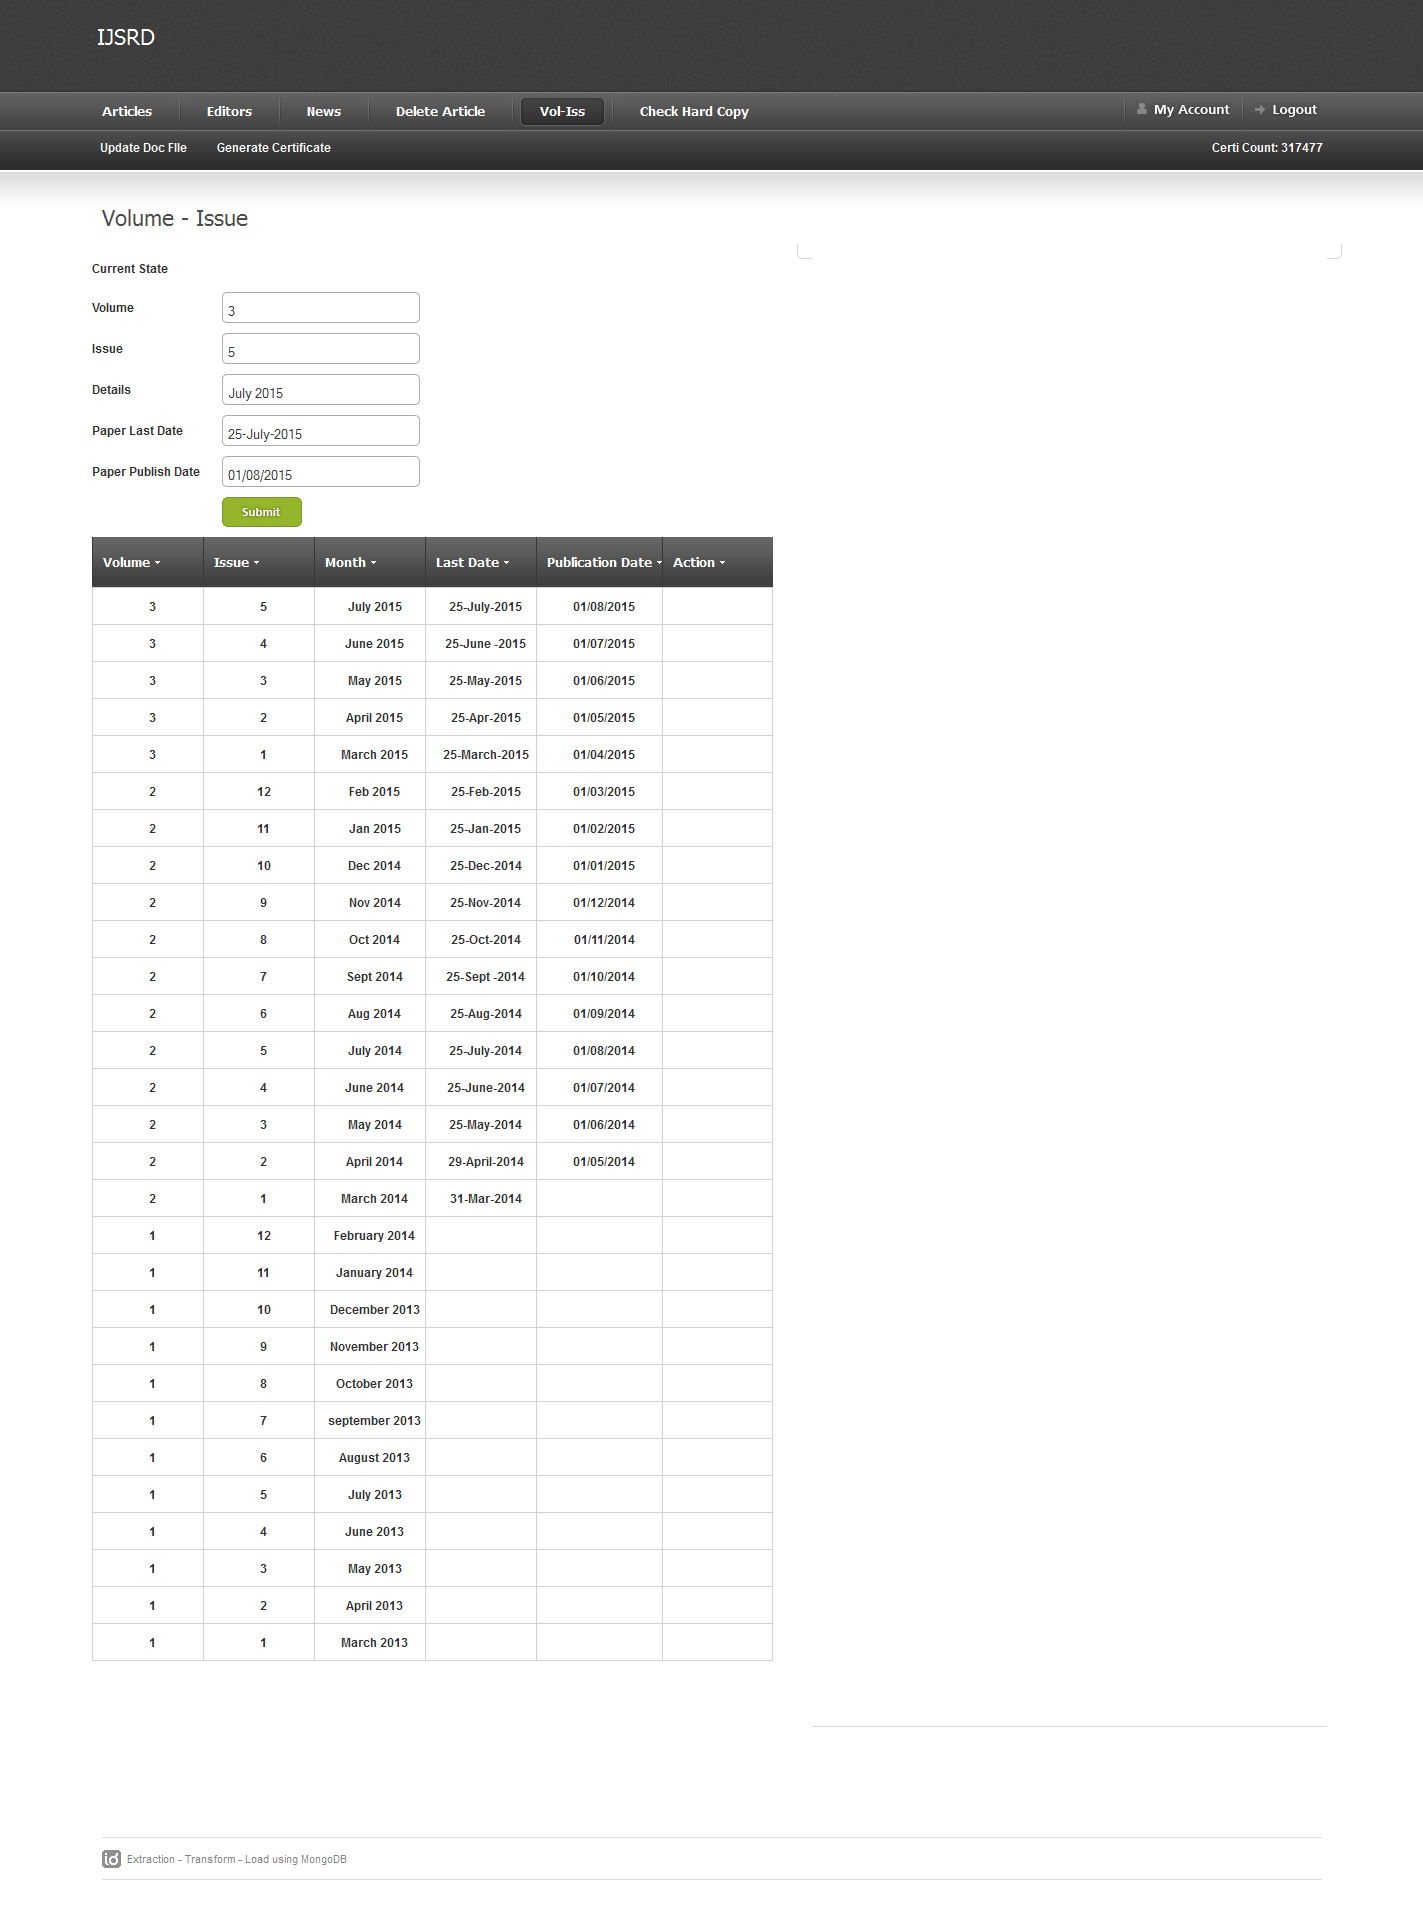 IJSRD
Articles Editors News Delete Article Vol-Iss Check Hard Copy My Account Logout
Update Doc FIle Generate Certificate Certi Count: 317477
Volume - Issue
Current State
Volume 3
Issue 5
Details July 2015
Paper Last Date 25-July-2015
Paper Publish Date 01/08/2015
Submit
Volume Issue Month Last Date Publication Date Action
3 5 July 2015 25-July-2015 01/08/2015
3 4 June 2015 25-June -2015 01/07/2015
3 3 May 2015 25-May-2015 01/06/2015
3 2 April 2015 25-Apr-2015 01/05/2015
3 1 March 2015 25-March-2015 01/04/2015
2 12 Feb 2015 25-Feb-2015 01/03/2015
2 11 Jan 2015 25-Jan-2015 01/02/2015
2 10 Dec 2014 25-Dec-2014 01/01/2015
2 9 Nov 2014 25-Nov-2014 01/12/2014
2 8 Oct 2014 25-Oct-2014 01/11/2014
2 7 Sept 2014 25-Sept -2014 01/10/2014
2 6 Aug 2014 25-Aug-2014 01/09/2014
2 5 July 2014 25-July-2014 01/08/2014
2 4 June 2014 25-June-2014 01/07/2014
2 3 May 2014 25-May-2014 01/06/2014
2 2 April 2014 29-April-2014 01/05/2014
2 1 March 2014 31-Mar-2014
1 12 February 2014
1 11 January 2014
1 10 December 2013
1 9 November 2013
1 8 October 2013
1 7 september 2013
1 6 August 2013
1 5 July 2013
1 4 June 2013
1 3 May 2013
1 2 April 2013
1 1 March 2013
id Extraction - Transform - Load using MongoDB